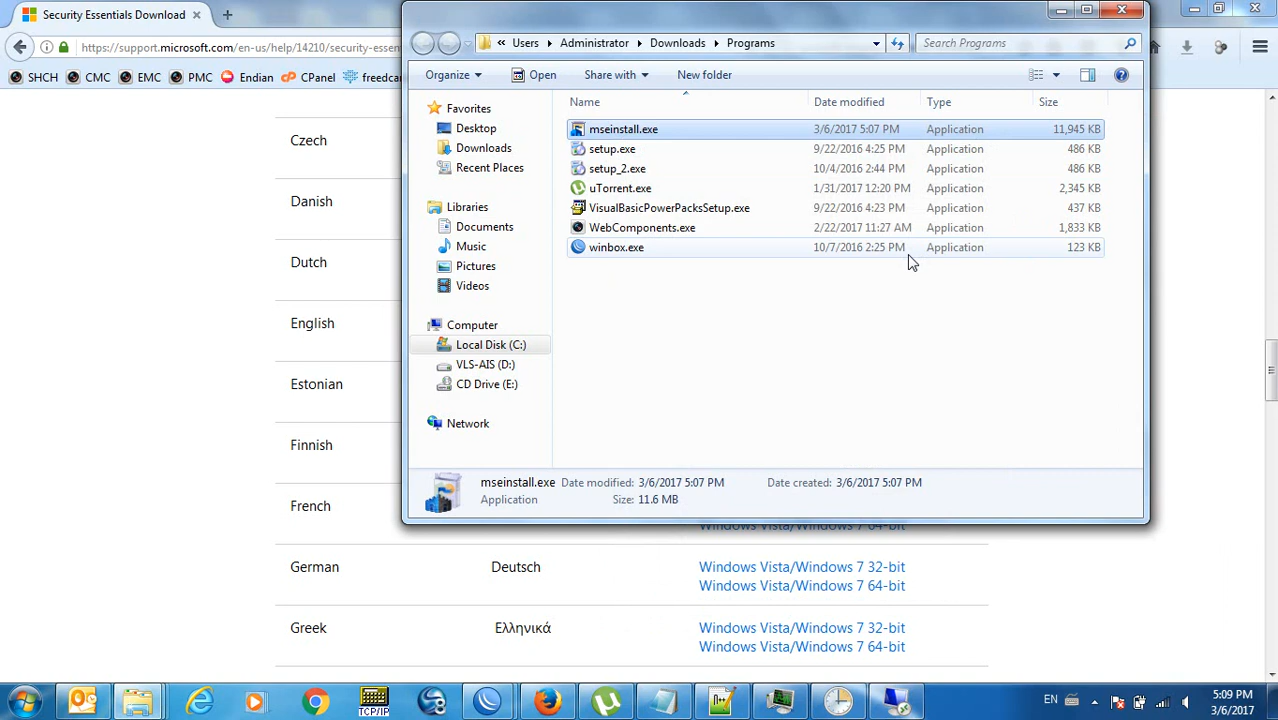 Security Essentials Download
https://support.microsoft.com/en-us/help/14210/security-essen
SHCH CMC EMC PMC Endian CPanel freedcar
Czech
Danish
Dutch
English
Estonian
Finnish
French
German Deutsch Windows Vista/Windows 7 32-bit
Windows Vista/Windows 7 64-bit
Greek Ελληνικά Windows Vista/Windows 7 32-bit
Windows Vista/Windows 7 64-bit
« Users Administrator Downloads Programs Search Programs
Organize Open Share with New folder
Name Date modified Type Size
Favorites
Desktop
Downloads
Recent Places
Libraries
Documents
Music
Pictures
Videos
Computer
Local Disk (C:)
VLS-AIS (D:)
CD Drive (E:)
Network
mseinstall.exe 3/6/2017 5:07 PM Application 11,945 KB
setup.exe 9/22/2016 4:25 PM Application 486 KB
setup_2.exe 10/4/2016 2:44 PM Application 486 KB
uTorrent.exe 1/31/2017 12:20 PM Application 2,345 KB
VisualBasicPowerPacksSetup.exe 9/22/2016 4:23 PM Application 437 KB
WebComponents.exe 2/22/2017 11:27 AM Application 1,833 KB
winbox.exe 10/7/2016 2:25 PM Application 123 KB
mseinstall.exe Date modified: 3/6/2017 5:07 PM Date created: 3/6/2017 5:07 PM
Application Size: 11.6 MB
Windows Vista/Windows 7 64-bit
TCP/IP
EN
5:09 PM
3/6/2017